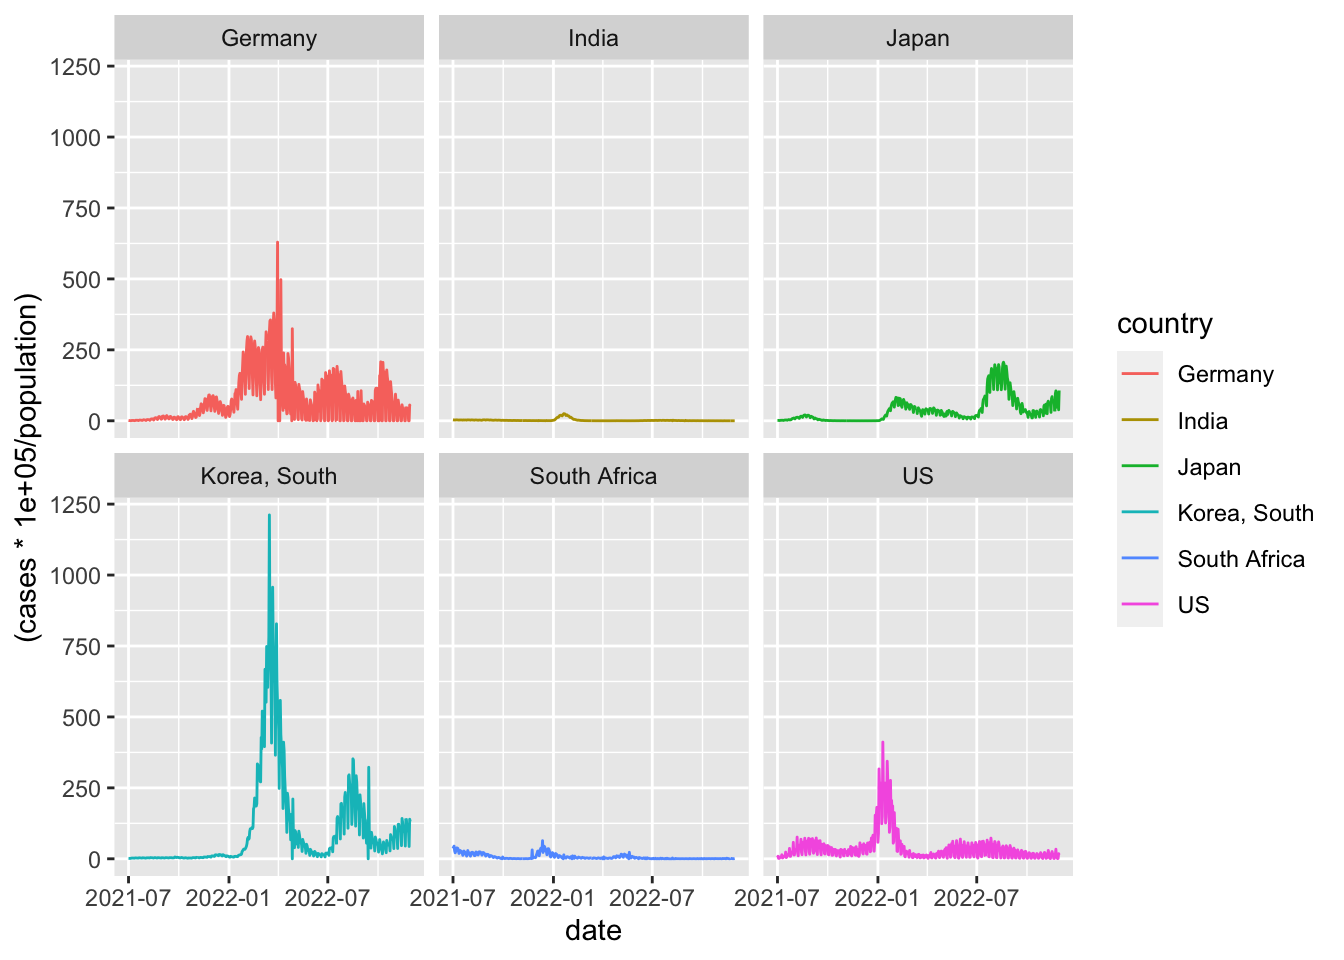 Germany
India
Japan
1250
1000
750
500
250
0
Korea, South
South Africa
US
1250
1000
750
500
250
0
2021-07 2022-01 2022-07
2021-07 2022-01 2022-07
2021-07 2022-01 2022-07
date
(cases * 1e+05/population)
country
Germany
India
Japan
Korea, South
South Africa
US